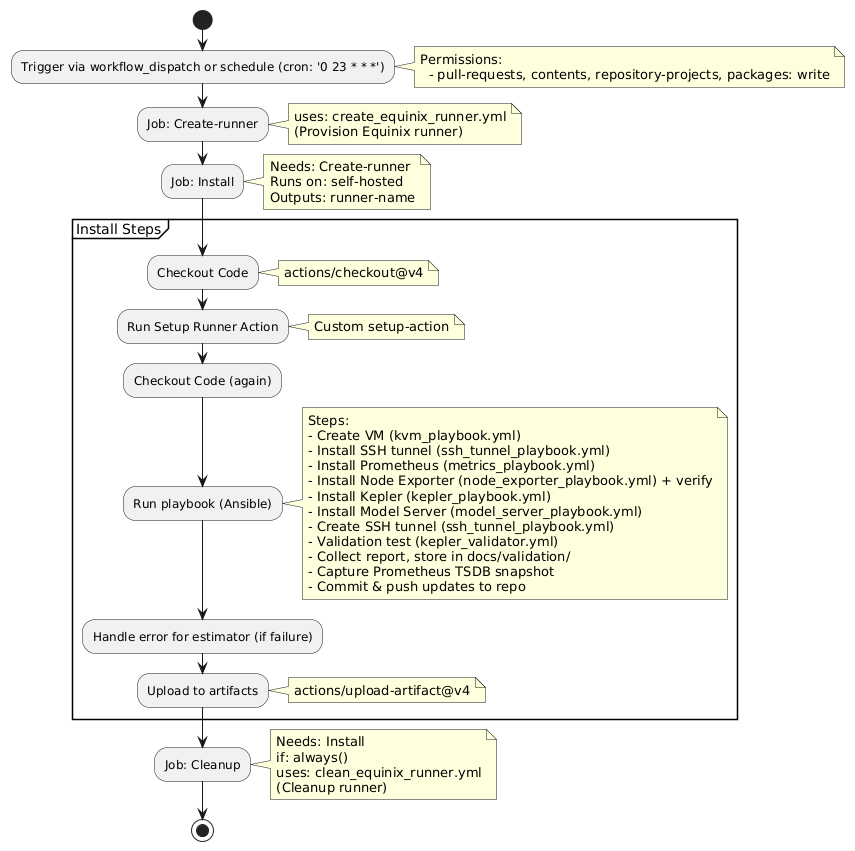 Trigger via workflow_dispatch or schedule (cron: '0 23 * * *')
Permissions:
- pull-requests, contents, repository-projects, packages: write
Job: Create-runner
uses: create_equinix_runner.yml
(Provision Equinix runner)
Job: Install
Needs: Create-runner
Runs on: self-hosted
Outputs: runner-name
Install Steps
Checkout Code
actions/checkout@v4
Run Setup Runner Action
Custom setup-action
Checkout Code (again)
Run playbook (Ansible)
Steps:
- Create VM (kvm_playbook.yml)
- Install SSH tunnel (ssh_tunnel_playbook.yml)
- Install Prometheus (metrics_playbook.yml)
- Install Node Exporter (node_exporter_playbook.yml) + verify
- Install Kepler (kepler_playbook.yml)
- Install Model Server (model_server_playbook.yml)
- Create SSH tunnel (ssh_tunnel_playbook.yml)
- Validation test (kepler_validator.yml)
- Collect report, store in docs/validation/
- Capture Prometheus TSDB snapshot
- Commit & push updates to repo
Handle error for estimator (if failure)
Upload to artifacts
actions/upload-artifact@v4
Job: Cleanup
Needs: Install
if: always()
uses: clean_equinix_runner.yml
(Cleanup runner)